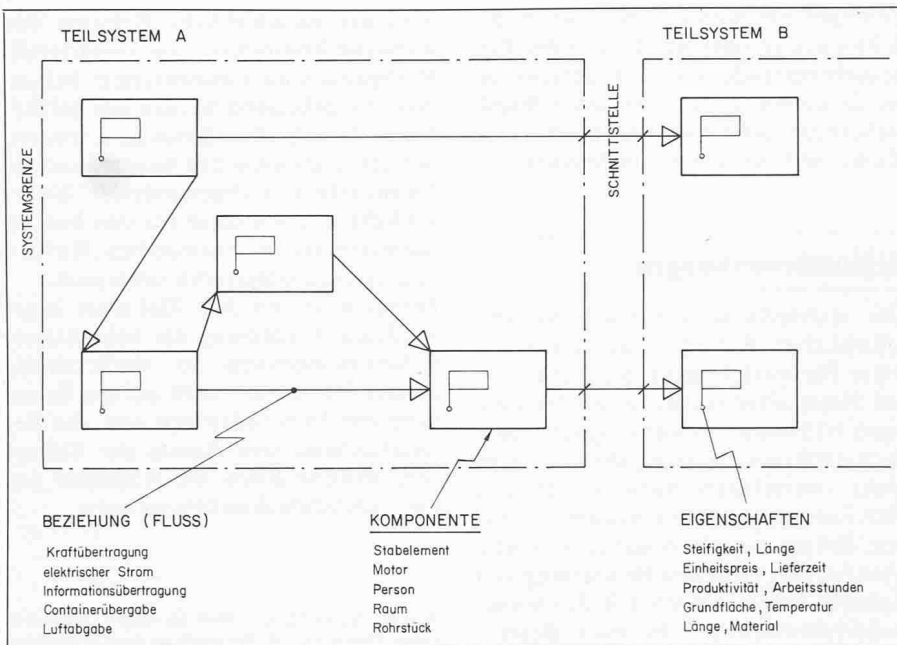 TEILSYSTEM A
TEILSYSTEM B
SYSTEMGRENZE
SCHNITTSTELLE
BEZIEHUNG (FLUSS)
Kraftübertragung
elektrischer Strom
Informationsübertragung
Containerübergabe
Luftabgabe
KOMPONENTE
Stabelement
Motor
Person
Raum
Rohrstück
EIGENSCHAFTEN
Steifigkeit, Länge
Einheitspreis, Lieferzeit
Produktivität, Arbeitsstunden
Grundfläche, Temperatur
Länge, Material